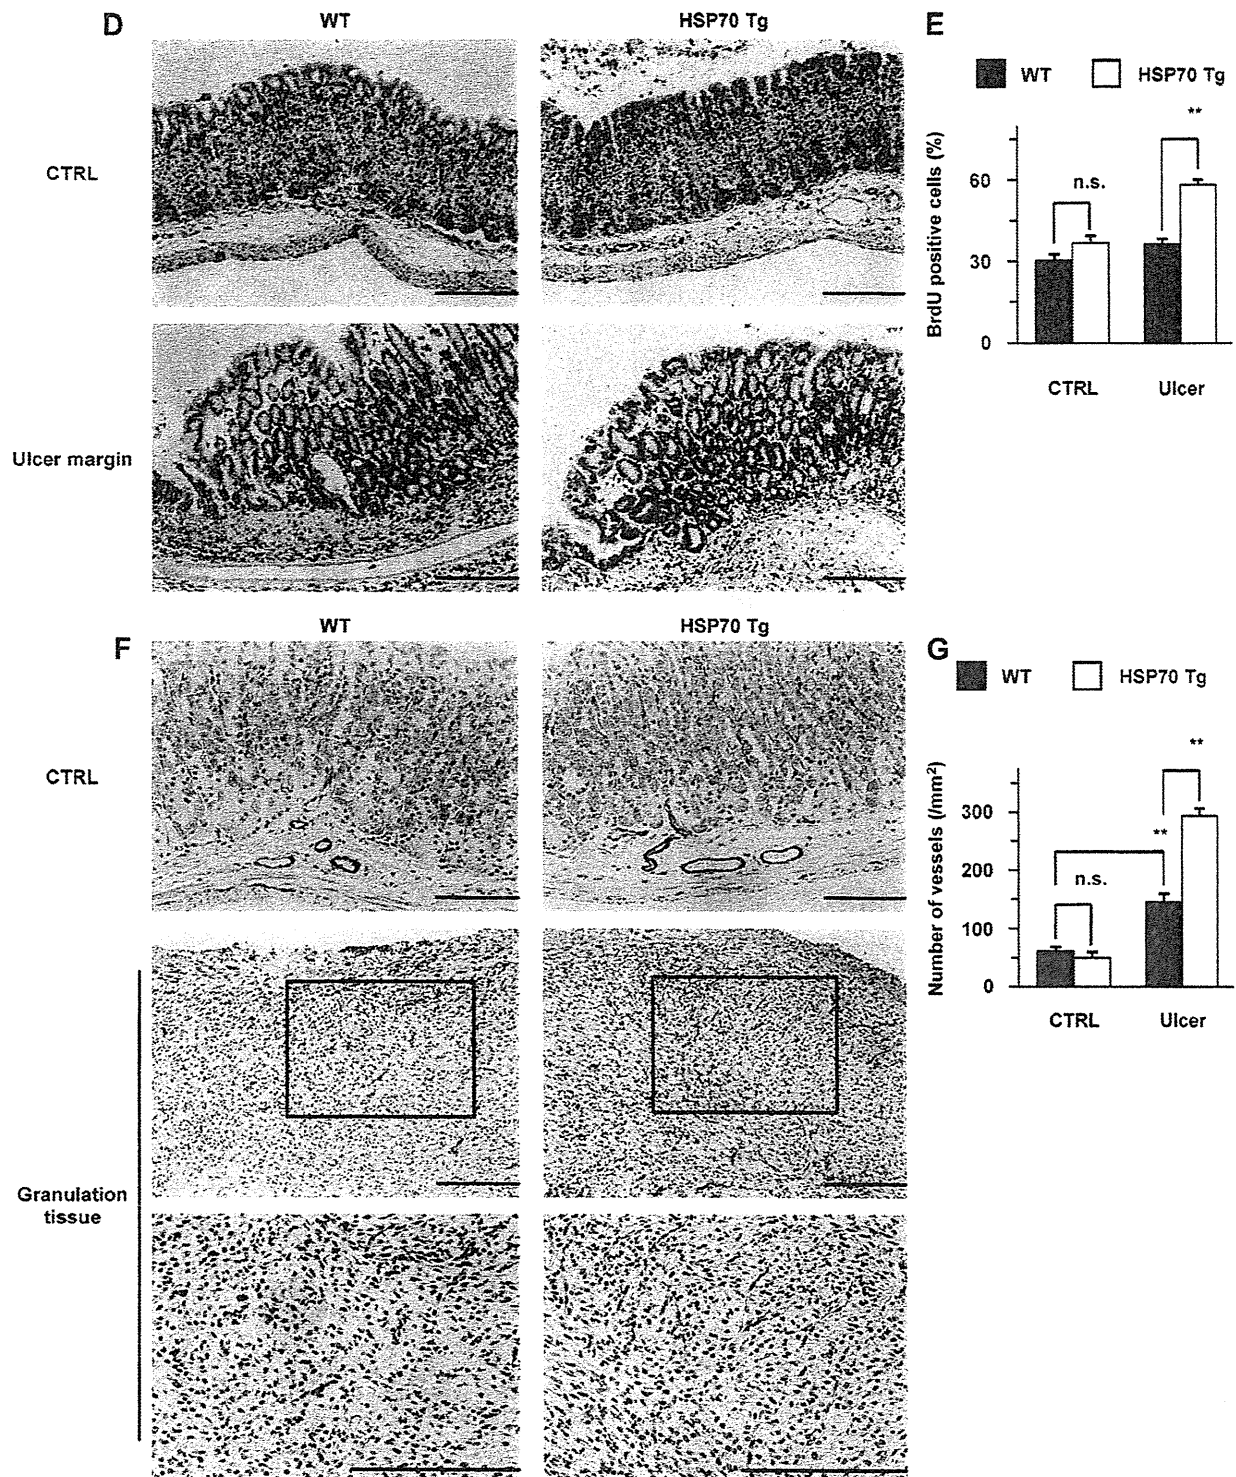 D
WT
HSP70 Tg
CTRL
Ulcer margin
E
WT
HSP70 Tg
BrdU positive cells (%)
60
30
0
n.s.
**
CTRL
Ulcer
F
WT
HSP70 Tg
CTRL
Granulation
tissue
G
WT
HSP70 Tg
Number of vessels (/mm²)
300
200
100
0
n.s.
**
**
CTRL
Ulcer